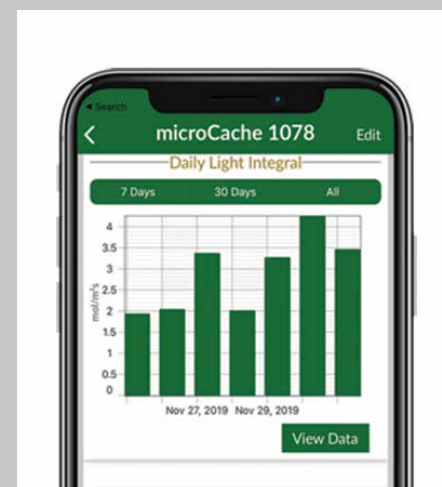 ◀ Search
microCache 1078 Edit
Daily Light Integral
7 Days 30 Days All
4
3.5
3
2.5
2
1.5
1
0.5
0
mol/m²s
Nov 27, 2019 Nov 29, 2019
View Data